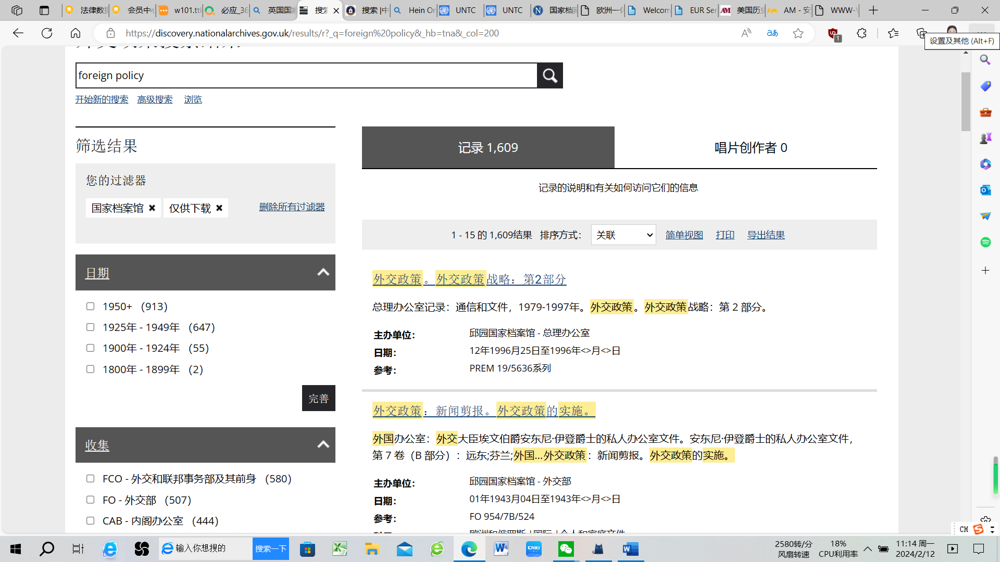 法律数据
会员中心
w101.ttk
必应_36
英国国家
搜索
搜索 |中
Hein On
UNTC
UNTC
国家档案
欧洲一体
Welcom
EUR Ser
美国历史
AM - 安
WWW-V
https://discovery.nationalarchives.gov.uk/results/r?_q=foreign%20policy&_hb=tna&_col=200
1
设置及其他 (Alt+F)
foreign policy
开始新的搜索 高级搜索 浏览
筛选结果
您的过滤器
国家档案馆 ✖ 仅供下载 ✖ 删除所有过滤器
日期
1950+ （913）
1925年 - 1949年 （647）
1900年 - 1924年 （55）
1800年 - 1899年 （2）
完善
收集
FCO - 外交和联邦事务部及其前身 （580）
FO - 外交部 （507）
CAB - 内阁办公室 （444）
记录 1,609
唱片创作者 0
记录的说明和有关如何访问它们的信息
1 - 15 的 1,609结果 排序方式： 关联 简单视图 打印 导出结果
外交政策。外交政策战略：第2部分
总理办公室记录：通信和文件，1979-1997年。外交政策。外交政策战略：第 2 部分。
主办单位： 邱园国家档案馆 - 总理办公室
日期： 12年1996月25日至1996年<>月<>日
参考： PREM 19/5636系列
外交政策：新闻剪报。外交政策的实施。
外国办公室：外交大臣埃文伯爵安东尼·伊登爵士的私人办公室文件。安东尼·伊登爵士的私人办公室文件，
第 7 卷（B 部分）：远东;芬兰;外国...外交政策：新闻剪报。外交政策的实施。
主办单位： 邱园国家档案馆 - 外交部
日期： 01年1943月04日至1943年<>月<>日
参考： FO 954/7B/524
CH
输入你想搜的
搜索一下
CNKI
2580转/分
风扇转速
18%
CPU利用率
11:14 周一
2024/2/12